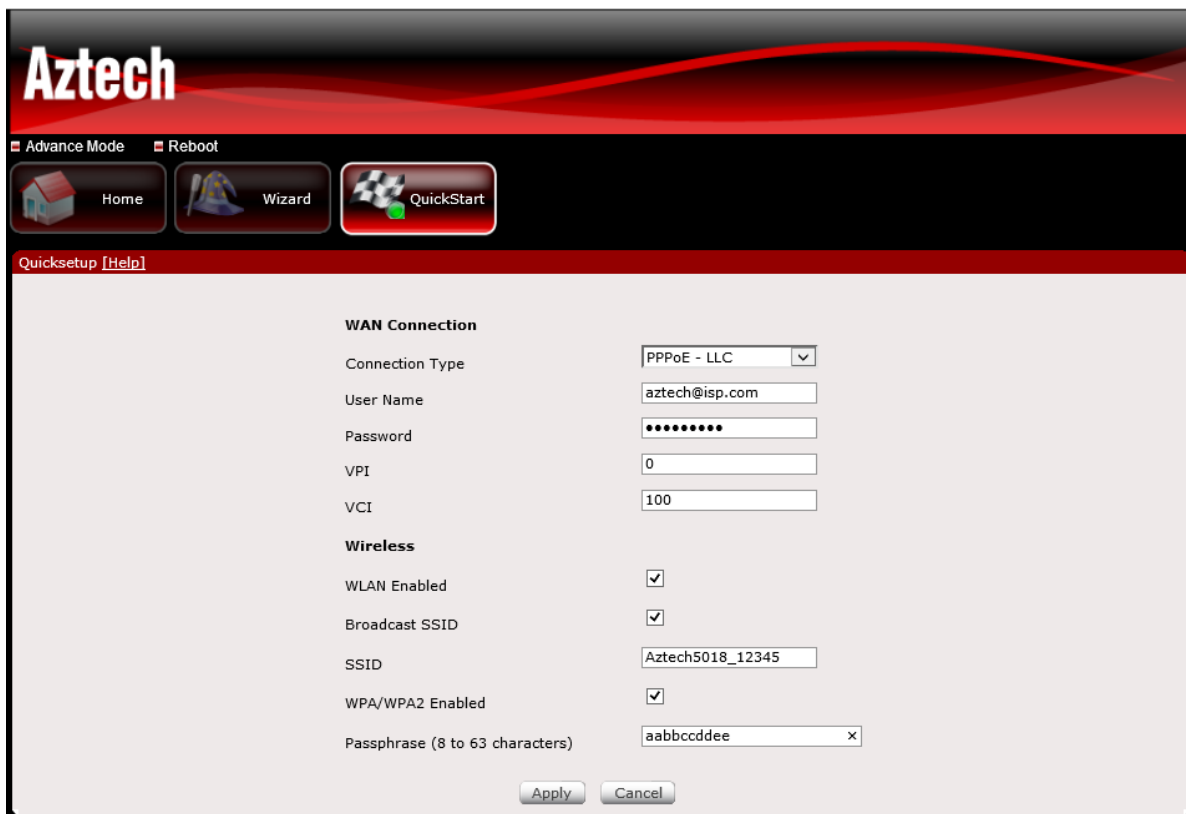 Aztech
Advance Mode Reboot
Home Wizard QuickStart
Quicksetup [Help]
WAN Connection
Connection Type PPPoE - LLC
User Name aztech@isp.com
Password •••••••••
VPI 0
VCI 100
Wireless
WLAN Enabled
Broadcast SSID
SSID Aztech5018_12345
WPA/WPA2 Enabled
Passphrase (8 to 63 characters) aabbccddee ×
Apply Cancel